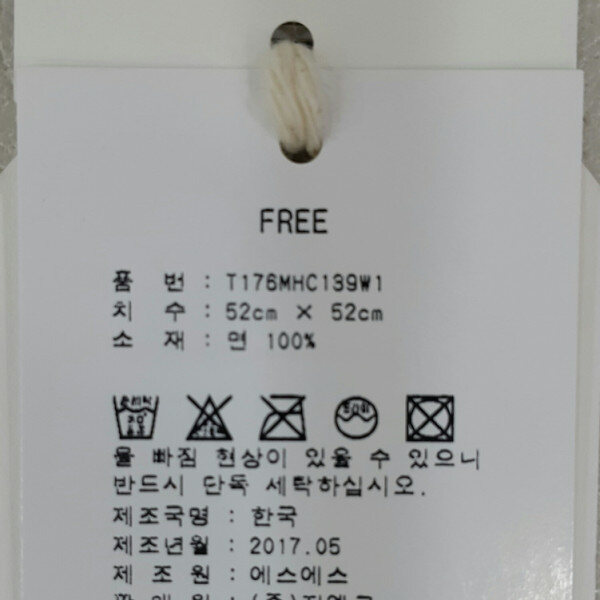 FREE
품 번 : T176MHC139W1
치 수 : 52cm × 52cm
소 재 : 면 100%
물 빠짐 현상이 있을 수 있으니
반드시 단독 세탁하십시오.
제조국명 : 한국
제조년월 : 2017.05
제 조 원 : 에스에스